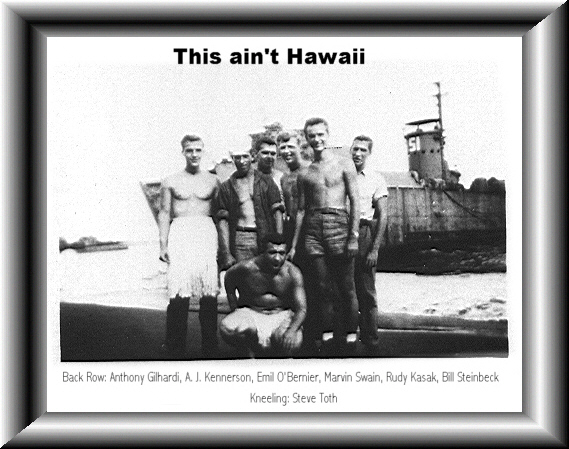 This ain't Hawaii
Back Row: Anthony Gilhardi, A. J. Kennerson, Emil O'Bernier, Marvin Swain, Rudy Kasak, Bill Steinbeck
Kneeling: Steve Toth